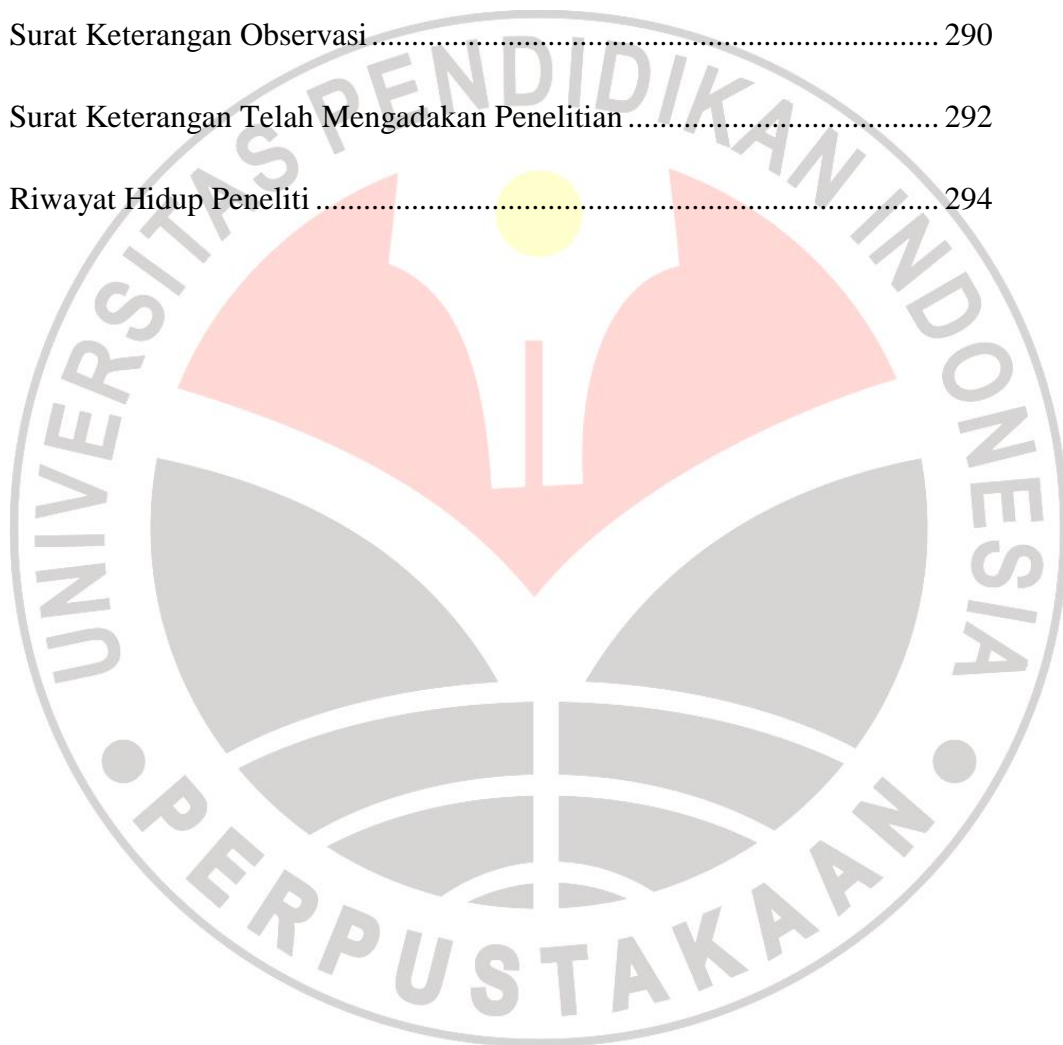 Surat Keterangan Observasi ....................................................................... 290
Surat Keterangan Telah Mengadakan Penelitian ....................................... 292
Riwayat Hidup Peneliti .............................................................................. 294
UNIVERSITAS PENDIDIKAN INDONESIA
PERPUSTAKAAN